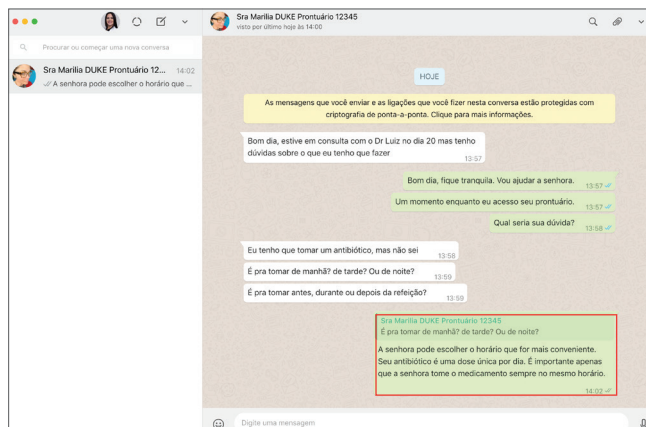 Sra Marilia DUKE Prontuário 12345
visto por último hoje às 14:00
Procurar ou começar uma nova conversa
Sra Marilia DUKE Prontuário 12... 14:02
A senhora pode escolher o horário que ...
HOJE
As mensagens que você enviar e as ligações que você fizer nesta conversa estão protegidas com
criptografia de ponta-a-ponta. Clique para mais informações.
Bom dia, estive em consulta com o Dr Luiz no dia 20 mas tenho
dúvidas sobre o que eu tenho que fazer
13:57
Bom dia, fique tranquila. Vou ajudar a senhora. 13:57
Um momento enquanto eu acesso seu prontuário. 13:57
Qual seria sua dúvida? 13:58
Eu tenho que tomar um antibiótico, mas não sei 13:58
É pra tomar de manhã? de tarde? Ou de noite? 13:59
É pra tomar antes, durante ou depois da refeição? 13:59
Sra Marilia DUKE Prontuário 12345
É pra tomar de manhã? de tarde? Ou de noite?
A senhora pode escolher o horário que for mais conveniente.
Seu antibiótico é uma dose única por dia. É importante apenas
que a senhora tome o medicamento sempre no mesmo horário.
14:02
Digite uma mensagem